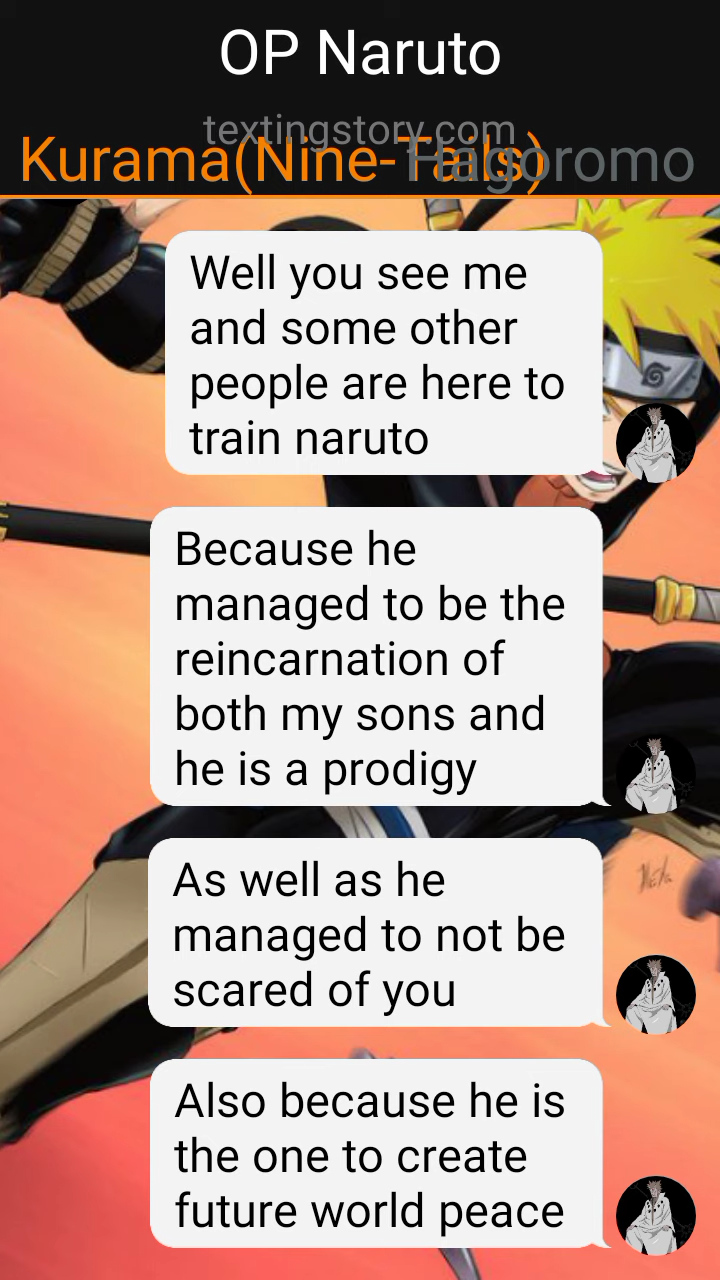 OP Naruto
textingstory.com
Kurama(Nine-Tails)
Hagoromo
Well you see me
and some other
people are here to
train naruto
Because he
managed to be the
reincarnation of
both my sons and
he is a prodigy
As well as he
managed to not be
scared of you
Also because he is
the one to create
future world peace